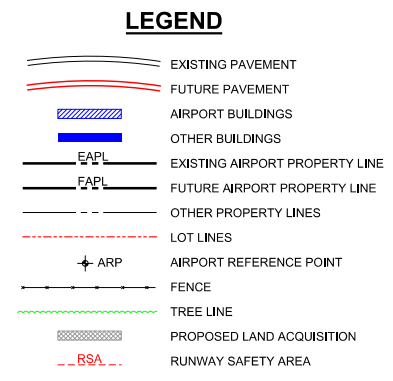 LEGEND
EXISTING PAVEMENT
FUTURE PAVEMENT
AIRPORT BUILDINGS
OTHER BUILDINGS
EAPL EXISTING AIRPORT PROPERTY LINE
FAPL FUTURE AIRPORT PROPERTY LINE
OTHER PROPERTY LINES
LOT LINES
ARP AIRPORT REFERENCE POINT
FENCE
TREE LINE
PROPOSED LAND ACQUISITION
RSA RUNWAY SAFETY AREA